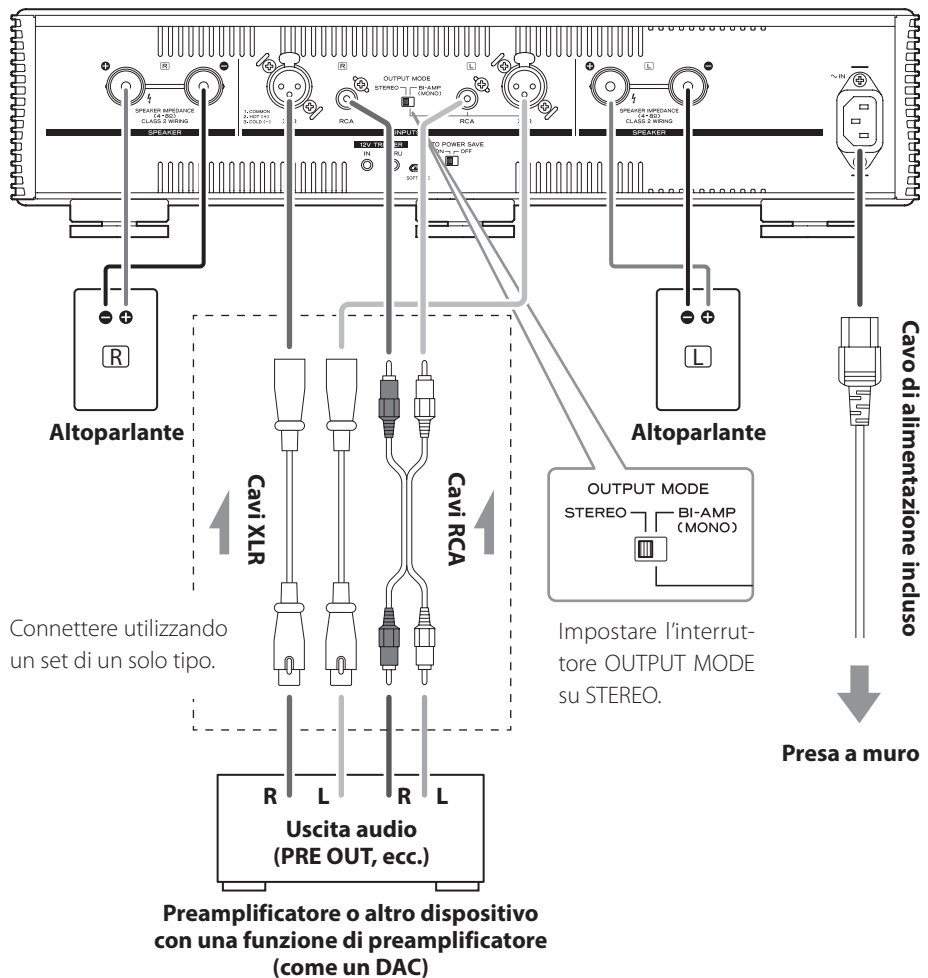 R
L
OUTPUT MODE
STEREO
BI-AMP
(MONO)
SPEAKER IMPEDANCE
(4-8Ω)
CLASS 2 WIRING
SPEAKER
1.COMMON
2.HOT (+)
3.COLD (−)
RCA
RCA
R
L
SPEAKER IMPEDANCE
(4-8Ω)
CLASS 2 WIRING
SPEAKER
∼ IN
12V
IN
POWER SAVE
OFF
R
Altoparlante
L
Altoparlante
Cavi XLR
Cavi RCA
Cavo di alimentazione incluso
OUTPUT MODE
STEREO
BI-AMP
(MONO)
Connettere utilizzando
un set di un solo tipo.
Impostare l’interrut-
tore OUTPUT MODE
su STEREO.
Presa a muro
R L R L
Uscita audio
(PRE OUT, ecc.)
Preamplificatore o altro dispositivo
con una funzione di preamplificatore
(come un DAC)